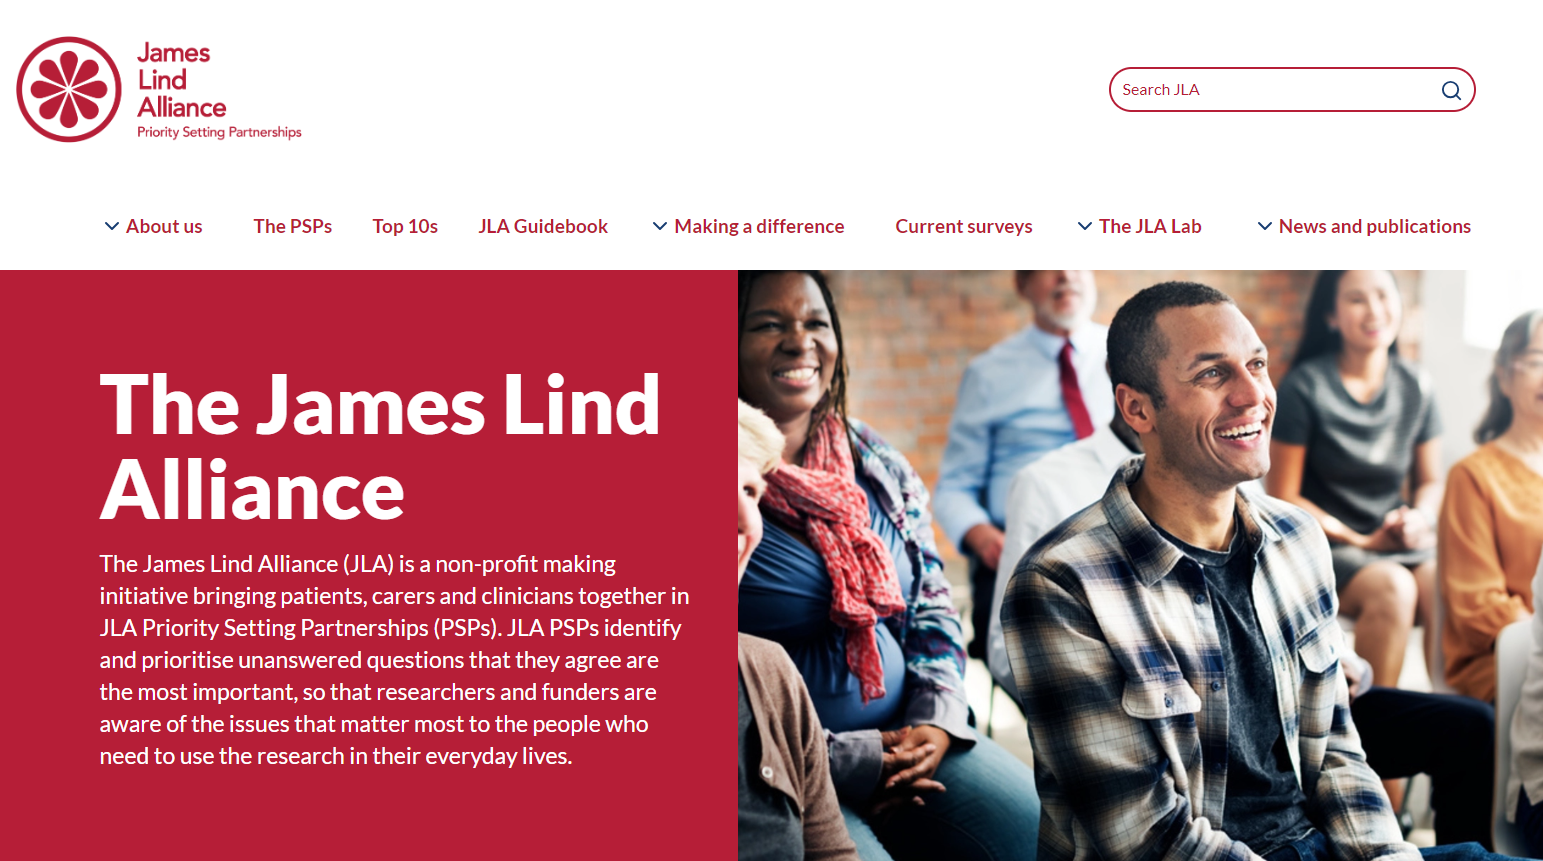 James
Lind
Alliance
Priority Setting Partnerships
Search JLA
About us The PSPs Top 10s JLA Guidebook Making a difference Current surveys The JLA Lab News and publications
The James Lind
Alliance
The James Lind Alliance (JLA) is a non-profit making
initiative bringing patients, carers and clinicians together in
JLA Priority Setting Partnerships (PSPs). JLA PSPs identify
and prioritise unanswered questions that they agree are
the most important, so that researchers and funders are
aware of the issues that matter most to the people who
need to use the research in their everyday lives.